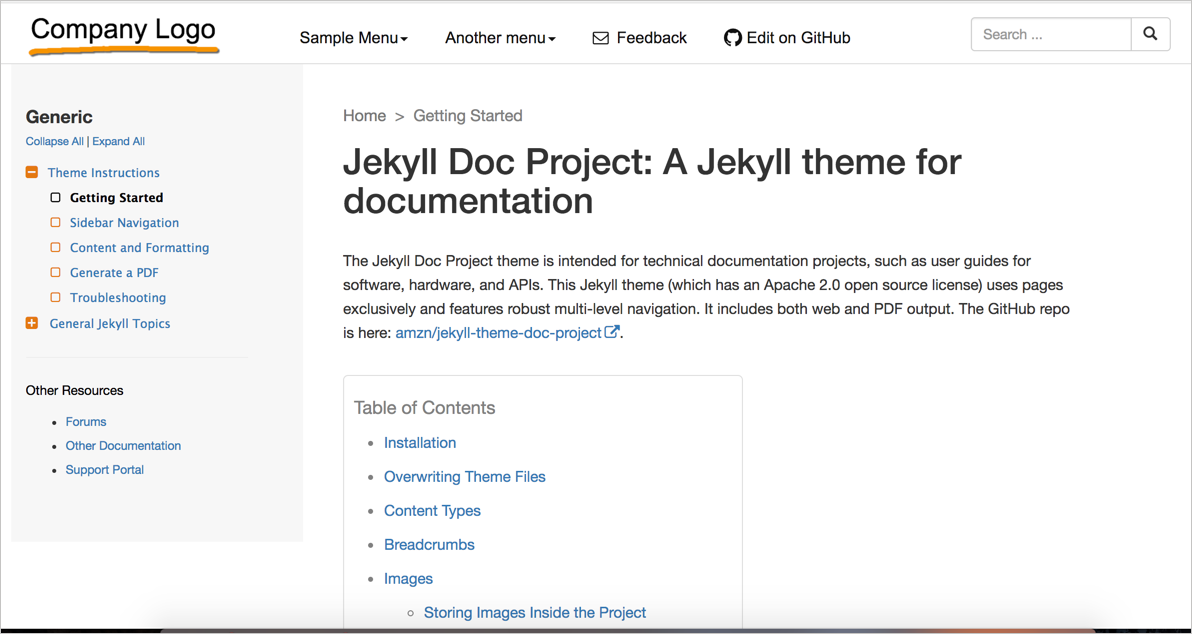 Company Logo
Sample Menu
Another menu
Feedback
Edit on GitHub
Search ...
Generic
Collapse All | Expand All
Theme Instructions
Getting Started
Sidebar Navigation
Content and Formatting
Generate a PDF
Troubleshooting
General Jekyll Topics
Other Resources
Forums
Other Documentation
Support Portal
Home > Getting Started
Jekyll Doc Project: A Jekyll theme for
documentation
The Jekyll Doc Project theme is intended for technical documentation projects, such as user guides for
software, hardware, and APIs. This Jekyll theme (which has an Apache 2.0 open source license) uses pages
exclusively and features robust multi-level navigation. It includes both web and PDF output. The GitHub repo
is here: amzn/jekyll-theme-doc-project.
Table of Contents
Installation
Overwriting Theme Files
Content Types
Breadcrumbs
Images
Storing Images Inside the Project